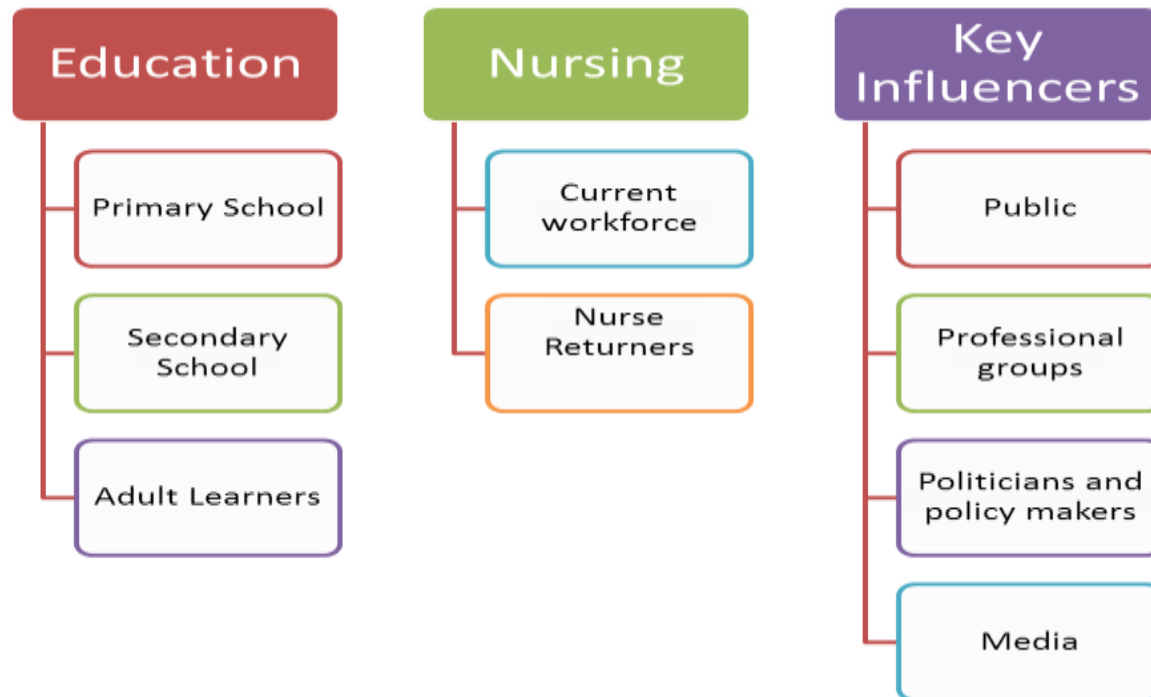 Education
Primary School
Secondary
School
Adult Learners
Nursing
Current
workforce
Nurse
Returners
Key
Influencers
Public
Professional
groups
Politicians and
policy makers
Media